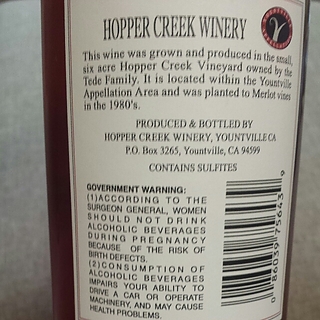 HOPPER CREEK WINERY
This wine was grown and produced in the small,
six acre Hopper Creek Vineyard owned by the
Tede Family. It is located within the Yountville
Appellation Area and was planted to Merlot vines
in the 1980's.
PRODUCED & BOTTLED BY
HOPPER CREEK WINERY, YOUNTVILLE CA
P.O. Box 3265, Yountville, CA 94599
CONTAINS SULFITES
GOVERNMENT WARNING:
(1)ACCORDING TO THE
SURGEON GENERAL, WOMEN
SHOULD NOT DRINK
ALCOHOLIC BEVERAGES
DURING PREGNANCY
BECAUSE OF THE RISK OF
BIRTH DEFECTS.
(2)CONSUMPTION OF
ALCOHOLIC BEVERAGES
IMPAIRS YOUR ABILITY TO
DRIVE A CAR OR OPERATE
MACHINERY, AND MAY CAUSE
HEALTH PROBLEMS.
0 86039 75643 9